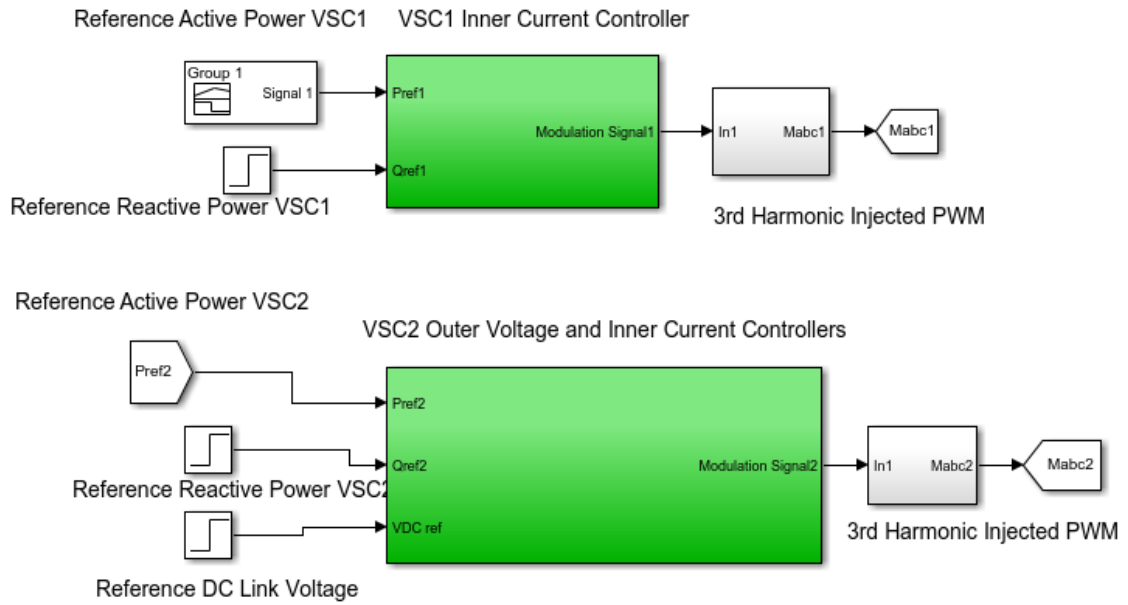 Reference Active Power VSC1
VSC1 Inner Current Controller
Group 1
Signal 1
Pref1
Modulation Signal1
In1
Mabc1
Mabc1
Qref1
Reference Reactive Power VSC1
3rd Harmonic Injected PWM
Reference Active Power VSC2
VSC2 Outer Voltage and Inner Current Controllers
Pref2
Pref2
Qref2
Modulation Signal2
In1
Mabc2
Mabc2
Reference Reactive Power VSC2
VDC ref
3rd Harmonic Injected PWM
Reference DC Link Voltage